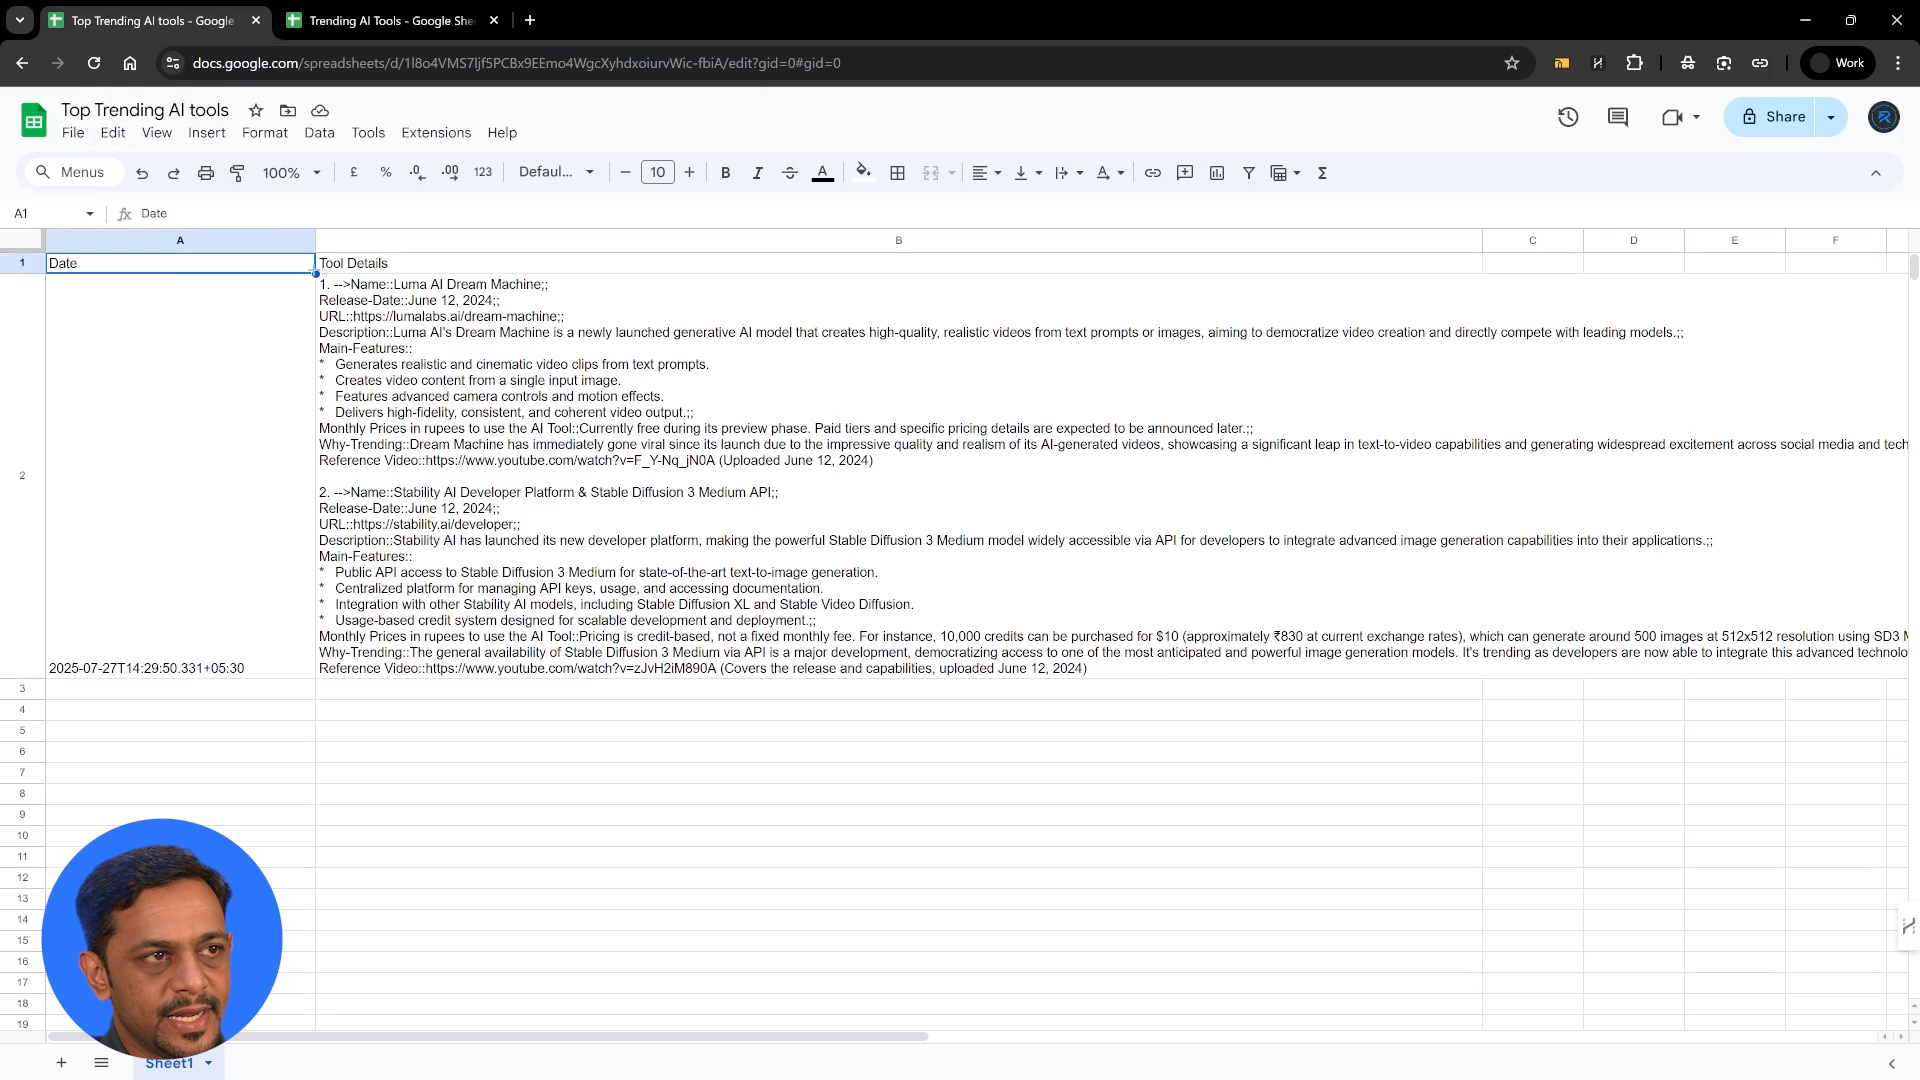 Top Trending AI tools - Google
Trending AI Tools - Google She
docs.google.com/spreadsheets/d/1I8o4VMS7ljf5PCBx9EEmo4WgcXyhdxoiurvWic-fbiA/edit?gid=0#gid=0
Work
Top Trending AI tools
File Edit View Insert Format Data Tools Extensions Help
Share
Menus
100%
£ % .0 .00 123
Defaul...
10
B I
A1
Date
A B C D E F
1 Date Tool Details
1. -->Name::Luma AI Dream Machine;;
Release-Date::June 12, 2024;;
URL::https://lumalabs.ai/dream-machine;;
Description::Luma AI's Dream Machine is a newly launched generative AI model that creates high-quality, realistic videos from text prompts or images, aiming to democratize video creation and directly compete with leading models.;;
Main-Features::
* Generates realistic and cinematic video clips from text prompts.
* Creates video content from a single input image.
* Features advanced camera controls and motion effects.
* Delivers high-fidelity, consistent, and coherent video output.;;
Monthly Prices in rupees to use the AI Tool::Currently free during its preview phase. Paid tiers and specific pricing details are expected to be announced later.;;
Why-Trending::Dream Machine has immediately gone viral since its launch due to the impressive quality and realism of its AI-generated videos, showcasing a significant leap in text-to-video capabilities and generating widespread excitement across social media and tech
Reference Video::https://www.youtube.com/watch?v=F_Y-Nq_jN0A (Uploaded June 12, 2024)
2
2. -->Name::Stability AI Developer Platform & Stable Diffusion 3 Medium API;;
Release-Date::June 12, 2024;;
URL::https://stability.ai/developer;;
Description::Stability AI has launched its new developer platform, making the powerful Stable Diffusion 3 Medium model widely accessible via API for developers to integrate advanced image generation capabilities into their applications.;;
Main-Features::
* Public API access to Stable Diffusion 3 Medium for state-of-the-art text-to-image generation.
* Centralized platform for managing API keys, usage, and accessing documentation.
* Integration with other Stability AI models, including Stable Diffusion XL and Stable Video Diffusion.
* Usage-based credit system designed for scalable development and deployment.;;
Monthly Prices in rupees to use the AI Tool::Pricing is credit-based, not a fixed monthly fee. For instance, 10,000 credits can be purchased for $10 (approximately ₹830 at current exchange rates), which can generate around 500 images at 512x512 resolution using SD3 M
Why-Trending::The general availability of Stable Diffusion 3 Medium via API is a major development, democratizing access to one of the most anticipated and powerful image generation models. It's trending as developers are now able to integrate this advanced technolo
2025-07-27T14:29:50.331+05:30 Reference Video::https://www.youtube.com/watch?v=zJvH2iM890A (Covers the release and capabilities, uploaded June 12, 2024)
3
4
5
6
7
8
9
10
11
12
13
14
15
16
17
18
19
Sheet1